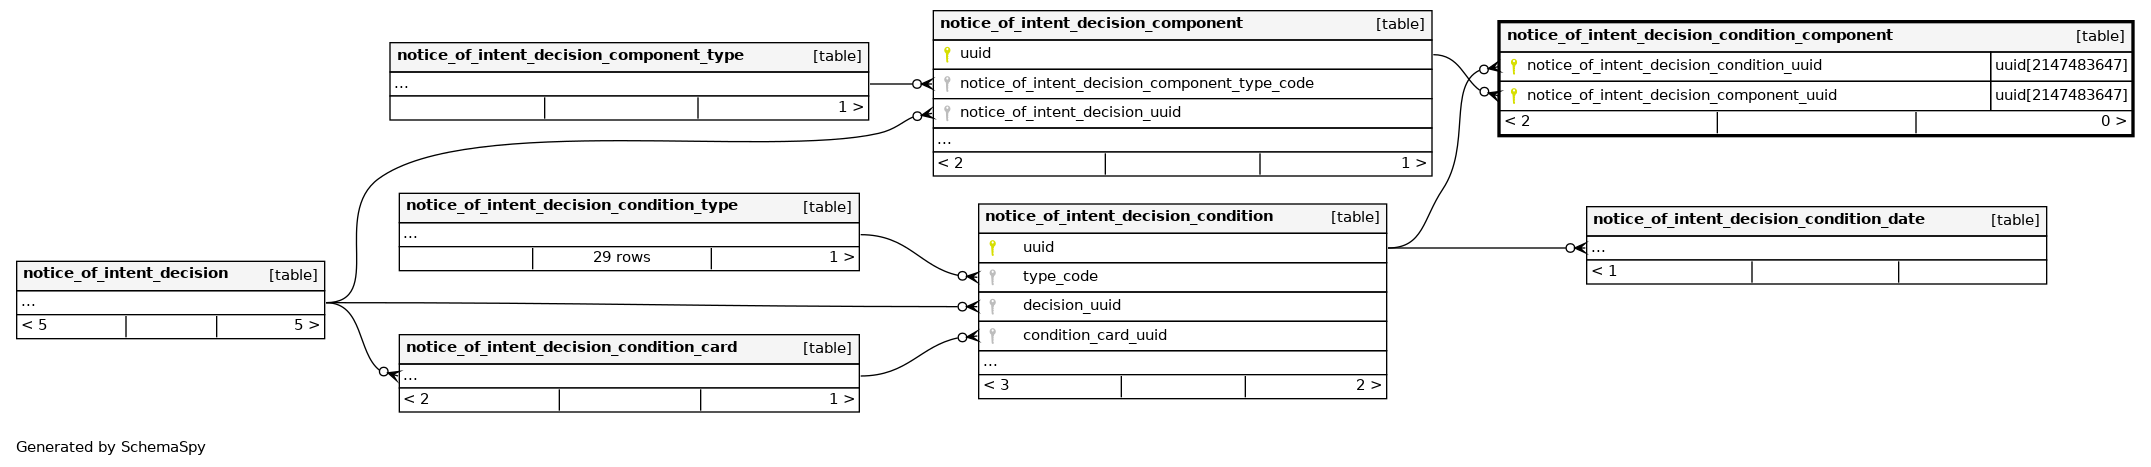 notice_of_intent_decision_component_type [table]
...
1 >
notice_of_intent_decision_component [table]
uuid
notice_of_intent_decision_component_type_code
notice_of_intent_decision_uuid
...
< 2 1 >
notice_of_intent_decision_condition_component [table]
notice_of_intent_decision_condition_uuid uuid[2147483647]
notice_of_intent_decision_component_uuid uuid[2147483647]
< 2 0 >
notice_of_intent_decision_condition_type [table]
...
29 rows 1 >
notice_of_intent_decision_condition [table]
uuid
type_code
decision_uuid
condition_card_uuid
...
< 3 2 >
notice_of_intent_decision_condition_date [table]
...
< 1
notice_of_intent_decision [table]
...
< 5 5 >
notice_of_intent_decision_condition_card [table]
...
< 2 1 >
Generated by SchemaSpy